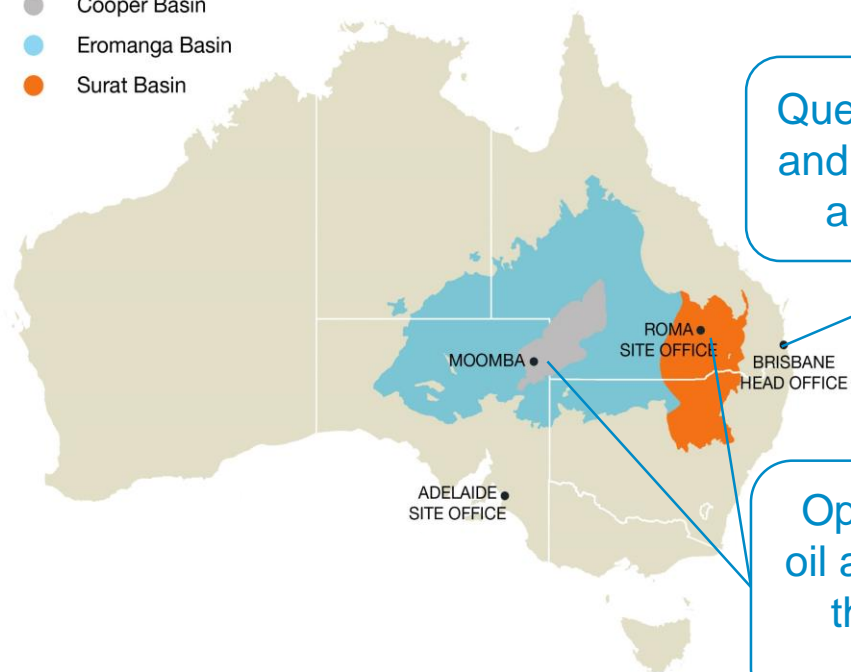 Cooper Basin
Eromanga Basin
Surat Basin
Que
and
a
ROMA
SITE OFFICE
MOOMBA
BRISBANE
HEAD OFFICE
ADELAIDE
SITE OFFICE
Op
oil a
th